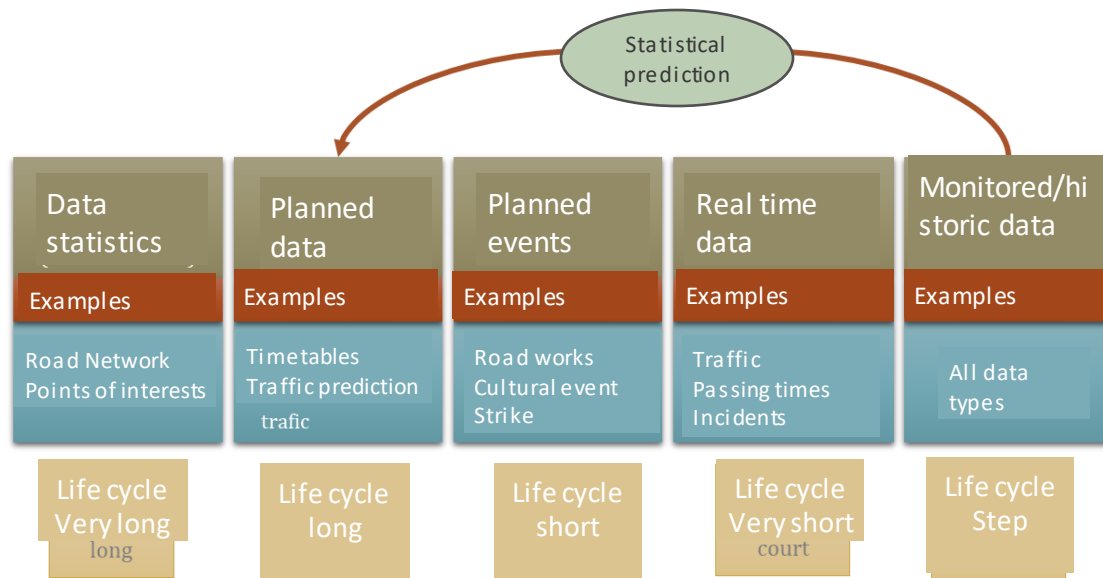 Statistical
prediction
Data
statistics
Planned
data
Planned
events
Real time
data
Monitored/hi
storic data
Examples
Examples
Examples
Examples
Examples
Road Network
Points of interests
Timetables
Traffic prediction
trafic
Road works
Cultural event
Strike
Traffic
Passing times
Incidents
All data
types
Life cycle
Very long
long
Life cycle
long
Life cycle
short
Life cycle
Very short
court
Life cycle
Step